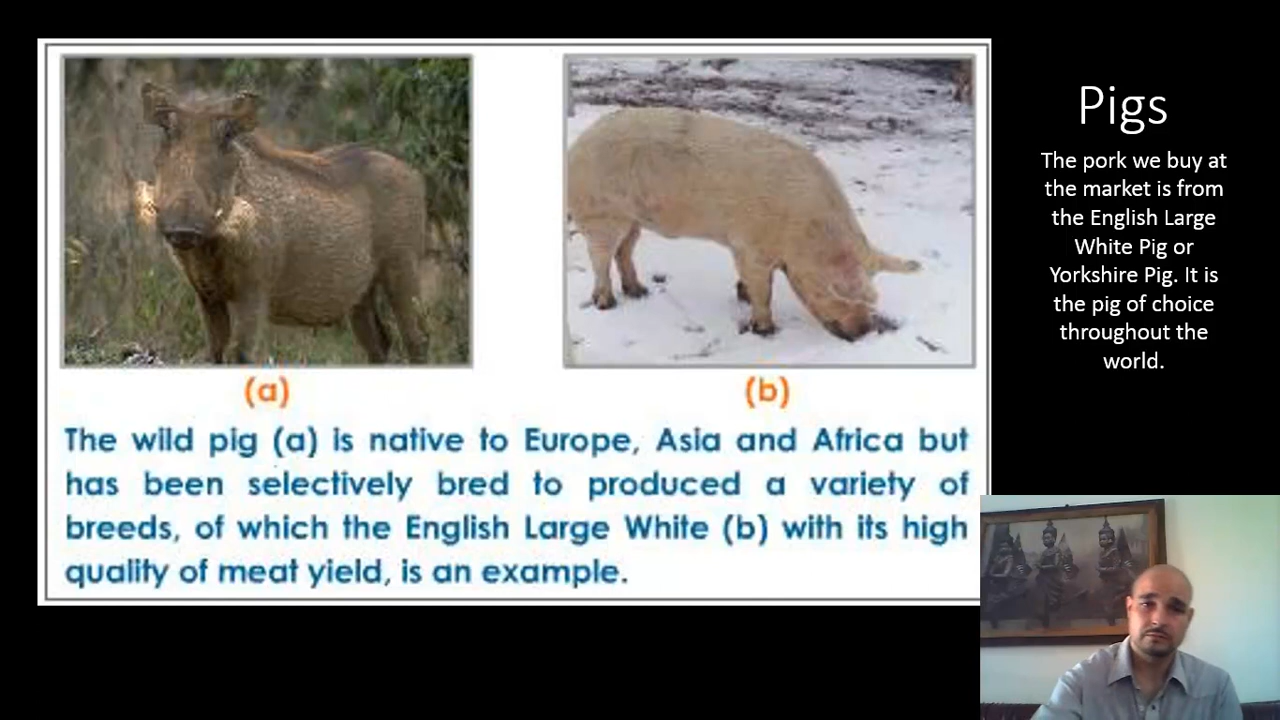 (a)
(b)
The wild pig (a) is native to Europe, Asia and Africa but
has been selectively bred to produced a variety of
breeds, of which the English Large White (b) with its high
quality of meat yield, is an example.
Pigs
The pork we buy at
the market is from
the English Large
White Pig or
Yorkshire Pig. It is
the pig of choice
throughout the
world.